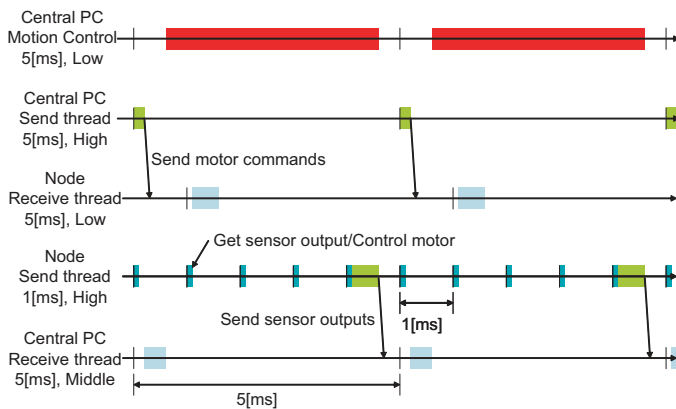 Central PC
Motion Control
5[ms], Low
Central PC
Send thread
5[ms], High
Send motor commands
Node
Receive thread
5[ms], Low
Get sensor output/Control motor
Node
Send thread
1[ms], High
Send sensor outputs
1[ms]
Central PC
Receive thread
5[ms], Middle
5[ms]